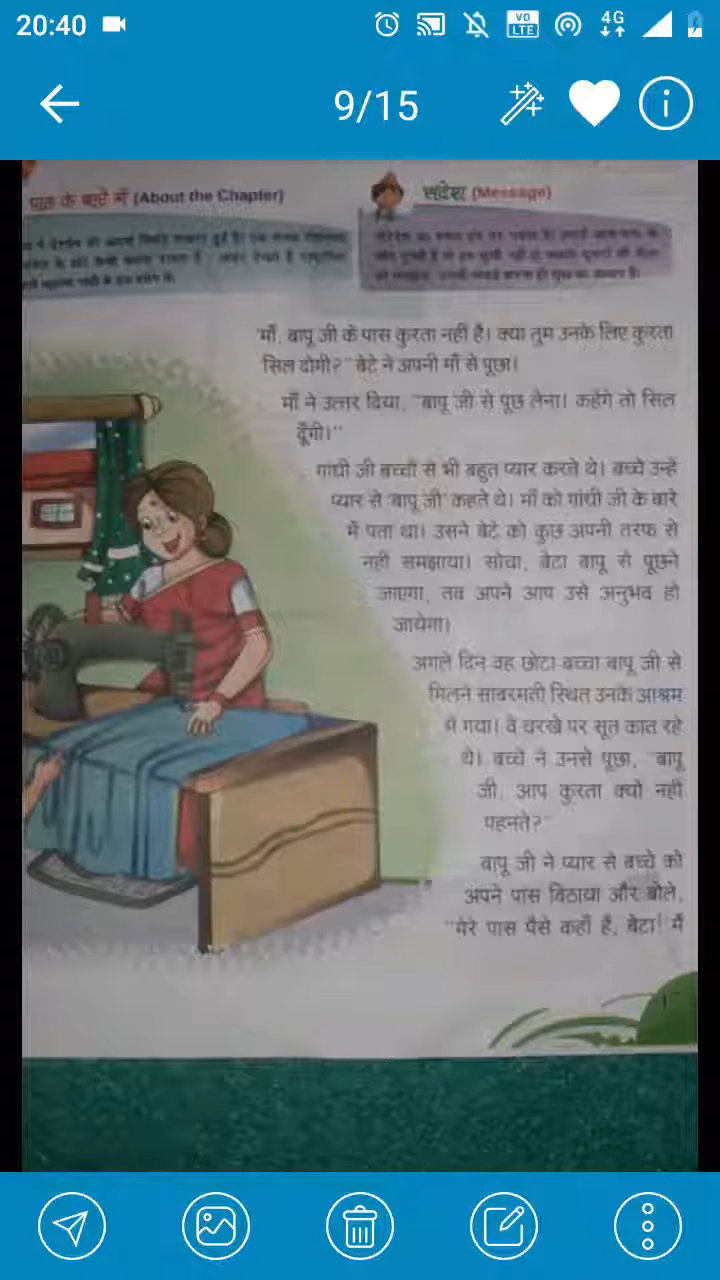 20:40
VO LTE
4G
9/15
पाठ के बारे में (About the Chapter)
संदेश (Message)
"माँ, बापू जी के पास कुरता नहीं है। क्या तुम उनके लिए कुरता
सिल दोगी?" बेटे ने अपनी माँ से पूछा।
माँ ने उत्तर दिया, "बापू जी से पूछ लेना। कहेंगे तो सिल
दूँगी।"
गांधी जी बच्चों से भी बहुत प्यार करते थे। बच्चे उन्हें
प्यार से 'बापू जी' कहते थे। माँ को गांधी जी के बारे
में पता था। उसने बेटे को कुछ अपनी तरफ से
नहीं समझाया। सोचा, बेटा बापू से पूछने
जाएगा, तब अपने आप उसे अनुभव हो
जायेगा।
अगले दिन वह छोटा बच्चा बापू जी से
मिलने साबरमती स्थित उनके आश्रम
में गया। वे चरखे पर सूत कात रहे
थे। बच्चे ने उनसे पूछा, "बापू
जी, आप कुरता क्यों नहीं
पहनते?"
बापू जी ने प्यार से बच्चे को
अपने पास बिठाया और बोले,
"मेरे पास पैसे कहाँ हैं, बेटा! मैं